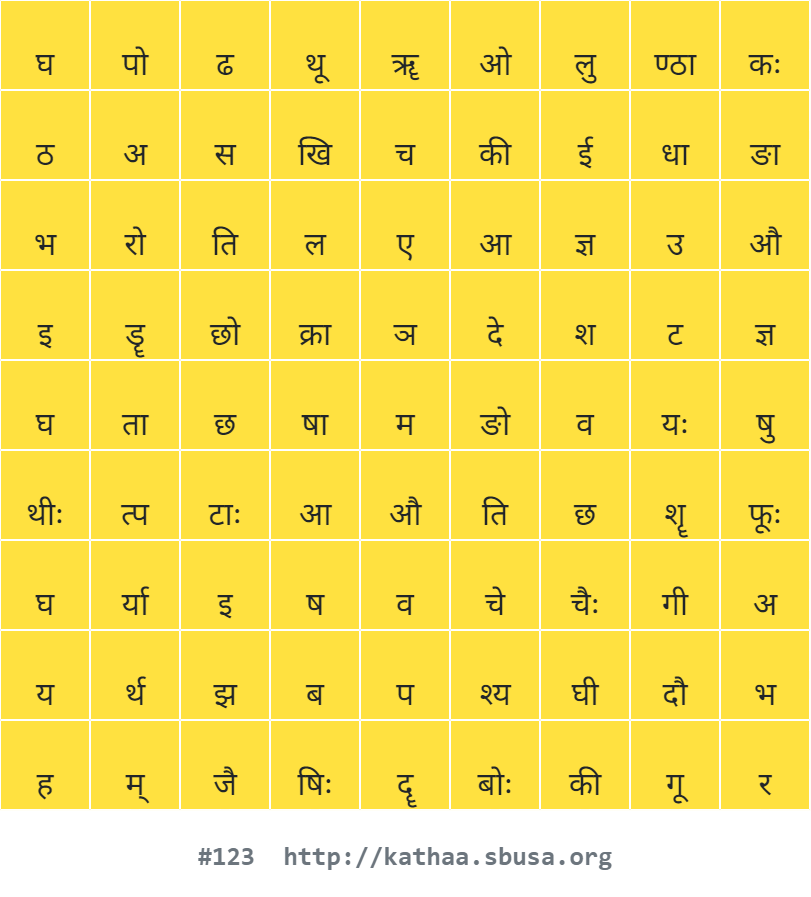 घ पो ढ थू ॠ ओ लु ण्ठा कः
ठ अ स खि च की ई धा ङा
भ रो ति ल ए आ ज्ञ उ औ
इ डॄ छो क्रा ञ दे श ट ज्ञ
घ ता छ षा म ङो व यः षु
थीः त्प टाः आ औ ति छ शॄ फूः
घ र्या इ ष व चे चैः गी अ
य र्थ झ ब प श्य घी दौ भ
ह म् जै षिः दॄ बोः की गू र
#123 http://kathaa.sbusa.org